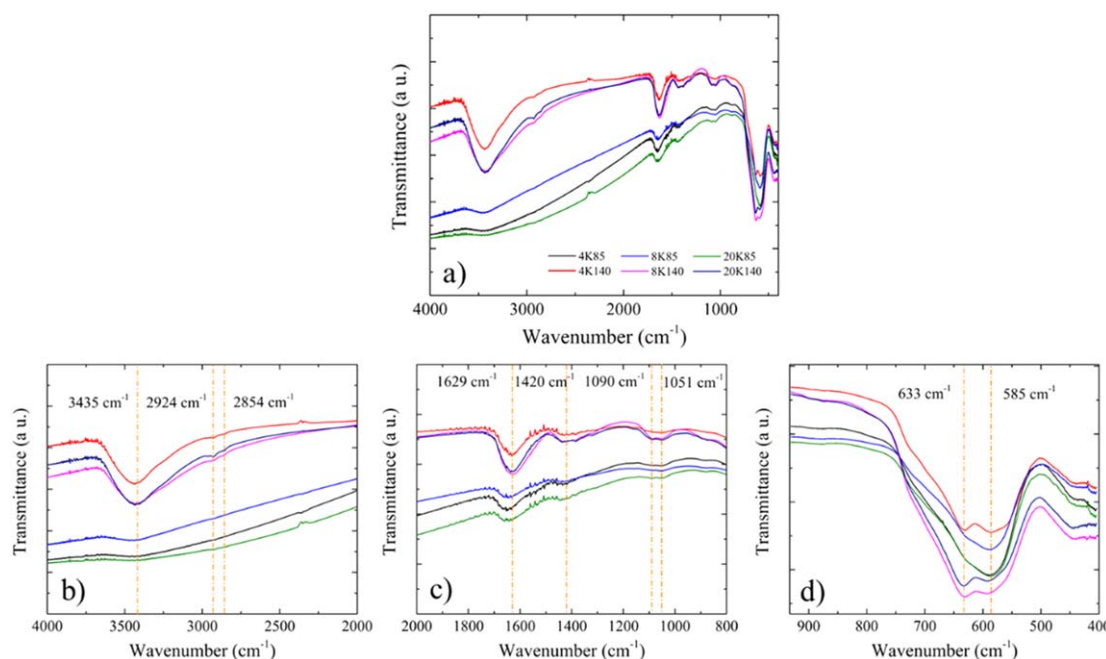 Transmittance (a u.)
4K85 8K85 20K85
4K140 8K140 20K140
a)
4000 3000 2000 1000
Wavenumber (cm⁻¹)
3435 cm⁻¹ 2924 cm⁻¹ 2854 cm⁻¹
Transmittance (a u.)
b)
4000 3500 3000 2500 2000
Wavenumber (cm⁻¹)
1629 cm⁻¹ 1420 cm⁻¹ 1090 cm⁻¹ 1051 cm⁻¹
Transmittance (a u.)
c)
2000 1800 1600 1400 1200 1000 800
Wavenumber (cm⁻¹)
633 cm⁻¹ 585 cm⁻¹
Transmittance (a u.)
d)
900 800 700 600 500 400
Wavenumber (cm⁻¹)